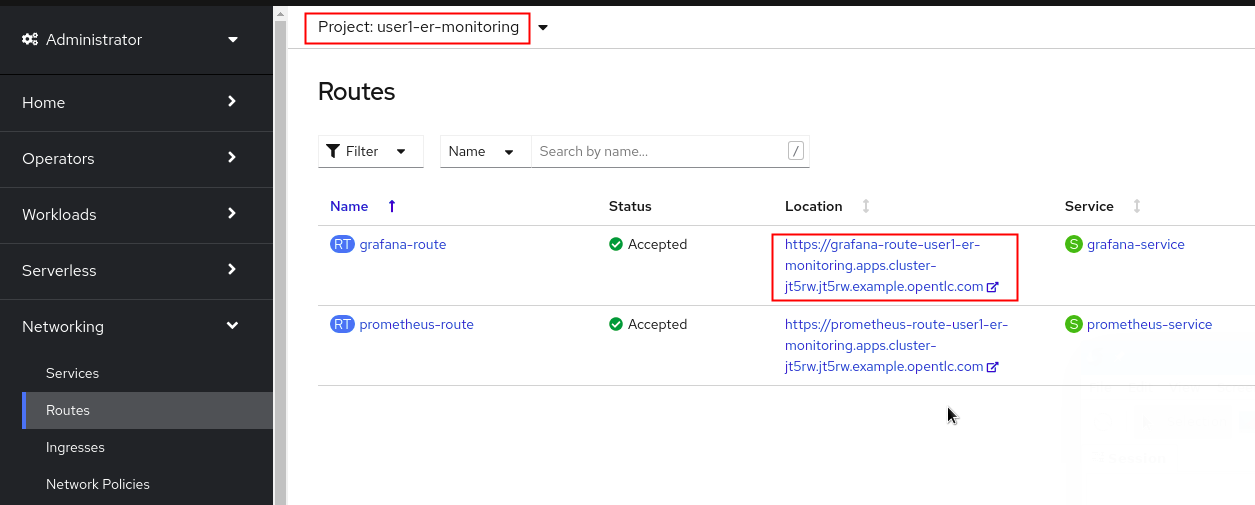 Administrator
Home
Operators
Workloads
Serverless
Networking
Services
Routes
Ingresses
Network Policies
Project: user1-er-monitoring
Routes
Filter
Name
Search by name...
/
Name
Status
Location
Service
RT grafana-route
Accepted
https://grafana-route-user1-er-
monitoring.apps.cluster-
jt5rw.jt5rw.example.opentlc.com
S grafana-service
RT prometheus-route
Accepted
https://prometheus-route-user1-er-
monitoring.apps.cluster-
jt5rw.jt5rw.example.opentlc.com
S prometheus-service